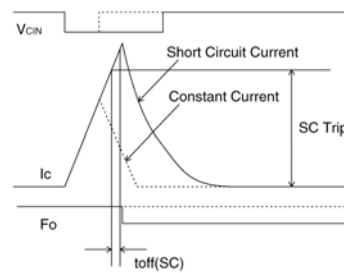 VCIN
Short Circuit Current
Constant Current
SC Trip
Ic
Fo
toff(SC)